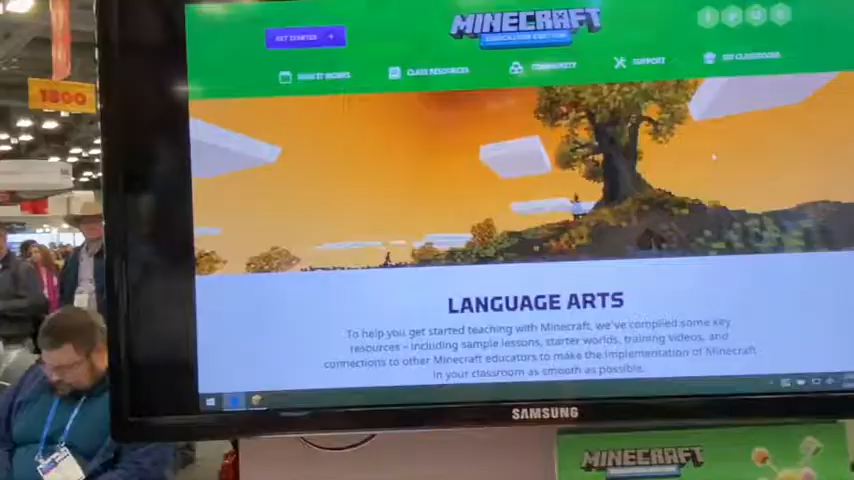 1800
GET STARTED
MINECRAFT
EDUCATION EDITION
HOW IT WORKS
CLASS RESOURCES
COMMUNITY
SUPPORT
MY CLASSROOM
LANGUAGE ARTS
To help you get started teaching with Minecraft, we've compiled some key
resources – including sample lessons, starter worlds, training videos, and
connections to other Minecraft educators to make the implementation of Minecraft
in your classroom as smooth as possible.
SAMSUNG
MINECRAFT